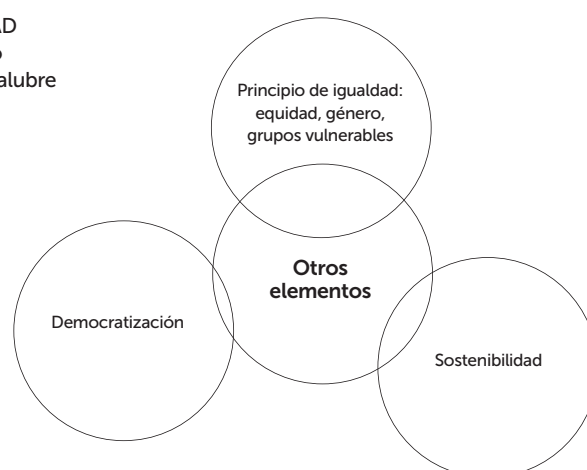 Principio de igualdad:
equidad, género,
grupos vulnerables
Otros
elementos
Democratización
Sostenibilidad